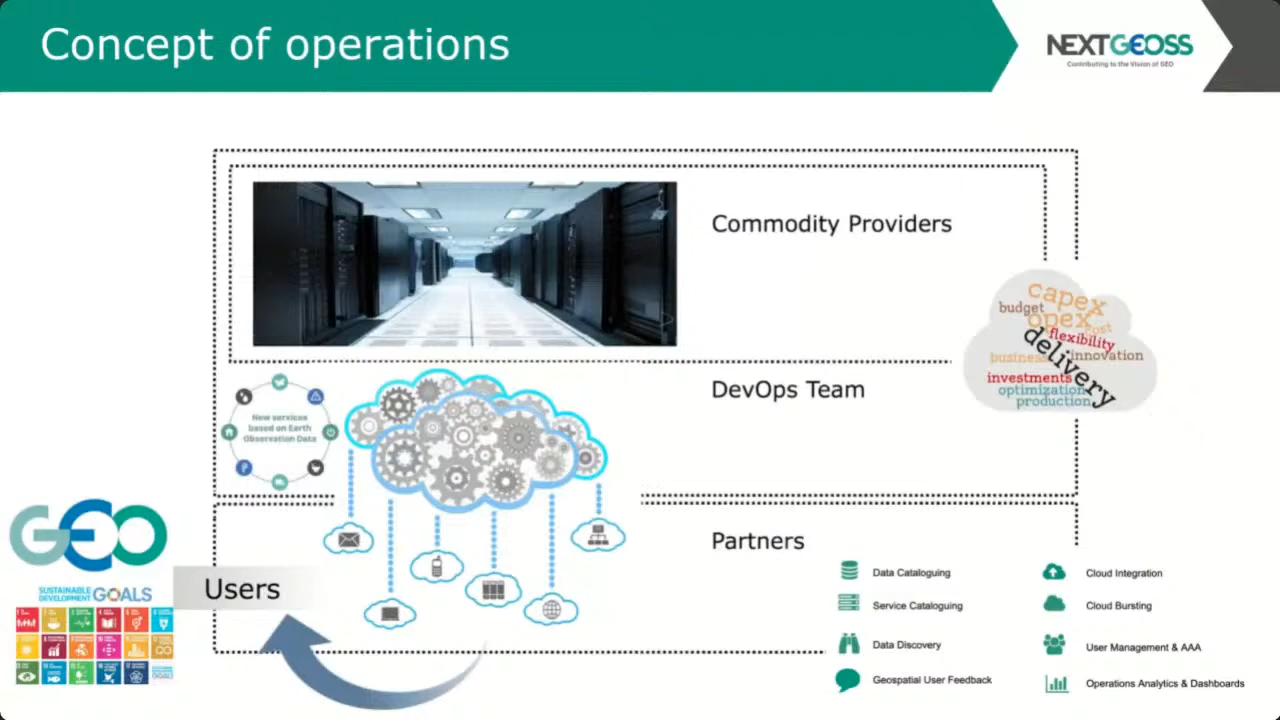 Concept of operations
NEXTGEOSS
Contributing to the Vision of GEO
Commodity Providers
capex
budget
opex
cost
flexibility
delivery
business
innovation
investments
optimization
production
DevOps Team
New services
based on Earth
Observation Data
GEO
SUSTAINABLE
DEVELOPMENT
GOALS
Users
Partners
Data Cataloguing
Cloud Integration
Service Cataloguing
Cloud Bursting
Data Discovery
User Management & AAA
Geospatial User Feedback
Operations Analytics & Dashboards